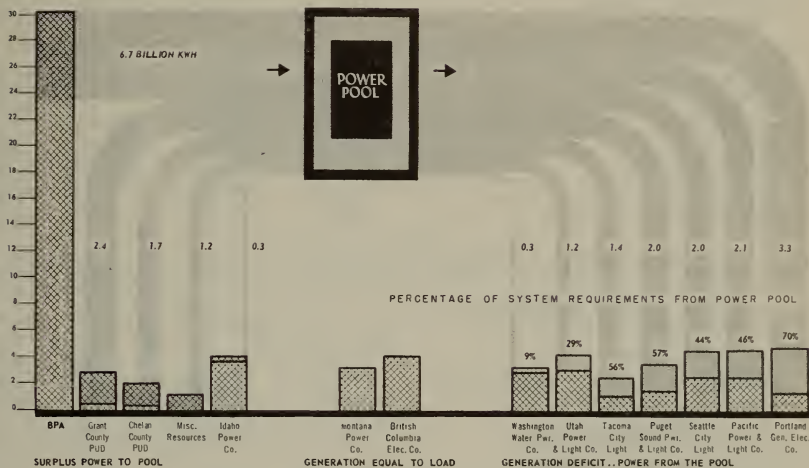 30
28
26
24
22
20
18
16
14
12
10
8
6
4
2
0
6.7 BILLION KWH
POWER
POOL
2.4
1.7
1.2
0.3
0.3
1.2
1.4
2.0
2.0
2.1
3.3
PERCENTAGE OF SYSTEM REQUIREMENTS FROM POWER POOL
9%
29%
56%
57%
44%
46%
70%
BPA
Grant
County
PUD
Chelan
County
PUD
Misc.
Resources
Idaho
Power
Co.
Montana
Power
Co.
British
Columbia
Elec. Co.
Washington
Water Pwr.
Co.
Utah
Power
& Light Co.
Tacoma
City
Light
Puget
Sound Pwr.
& Light Co.
Seattle
City
Light
Pacific
Power &
Light Co.
Portland
Gen. Elec.
Co.
SURPLUS POWER TO POOL
GENERATION EQUAL TO LOAD
GENERATION DEFICIT..POWER FROM THE POOL